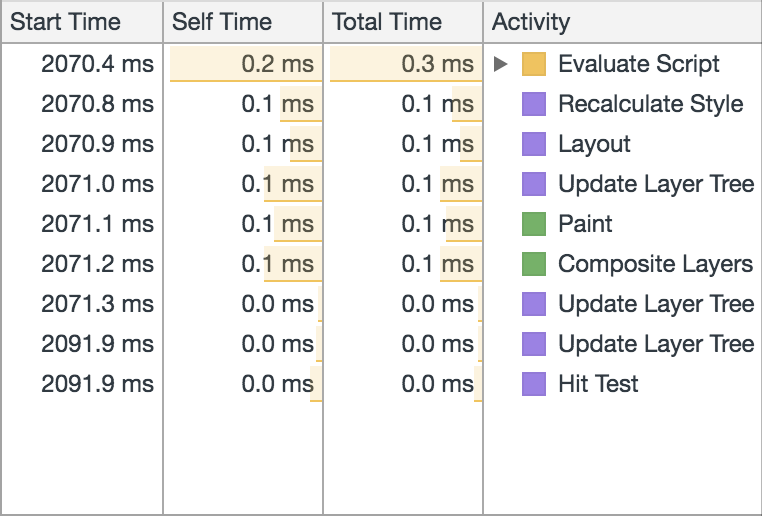 Start Time Self Time Total Time Activity
2070.4 ms 0.2 ms 0.3 ms Evaluate Script
2070.8 ms 0.1 ms 0.1 ms Recalculate Style
2070.9 ms 0.1 ms 0.1 ms Layout
2071.0 ms 0.1 ms 0.1 ms Update Layer Tree
2071.1 ms 0.1 ms 0.1 ms Paint
2071.2 ms 0.1 ms 0.1 ms Composite Layers
2071.3 ms 0.0 ms 0.0 ms Update Layer Tree
2091.9 ms 0.0 ms 0.0 ms Update Layer Tree
2091.9 ms 0.0 ms 0.0 ms Hit Test